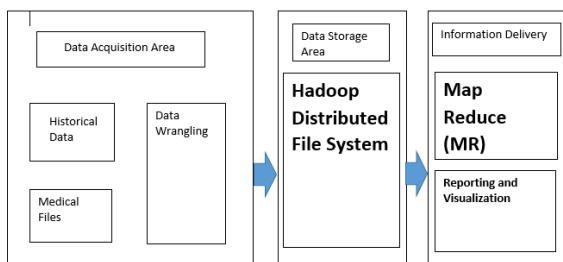 Data Acquisition Area
Historical
Data
Medical
Files
Data
Wrangling
Data Storage
Area
Hadoop
Distributed
File System
Information Delivery
Map
Reduce
(MR)
Reporting and
Visualization